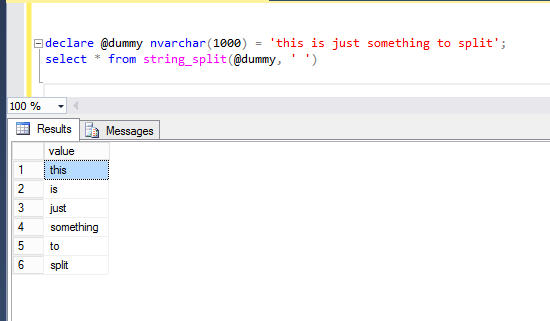 declare @dummy nvarchar(1000) = 'this is just something to split';
select * from string_split(@dummy, ' ')
100 %
Results Messages
value
1 this
2 is
3 just
4 something
5 to
6 split